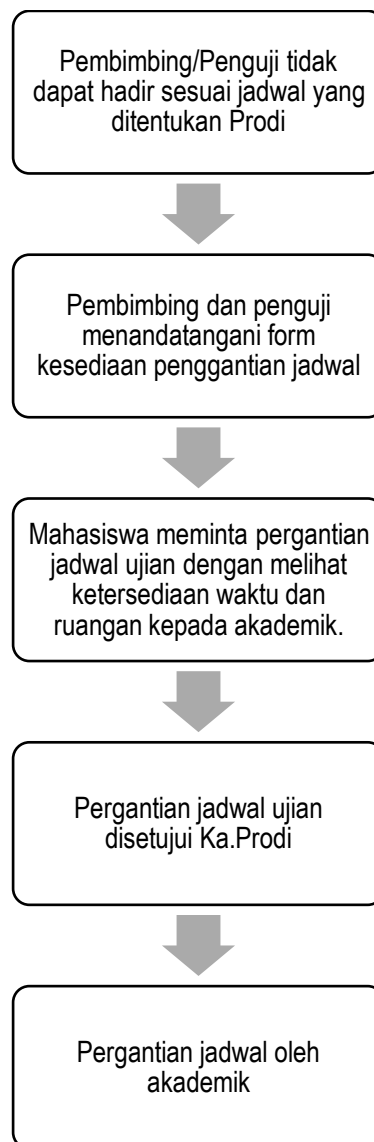 Pembimbing/Penguji tidak
dapat hadir sesuai jadwal yang
ditentukan Prodi
Pembimbing dan penguji
menandatangani form
kesediaan penggantian jadwal
Mahasiswa meminta pergantian
jadwal ujian dengan melihat
ketersediaan waktu dan
ruangan kepada akademik.
Pergantian jadwal ujian
disetujui Ka.Prodi
Pergantian jadwal oleh
akademik